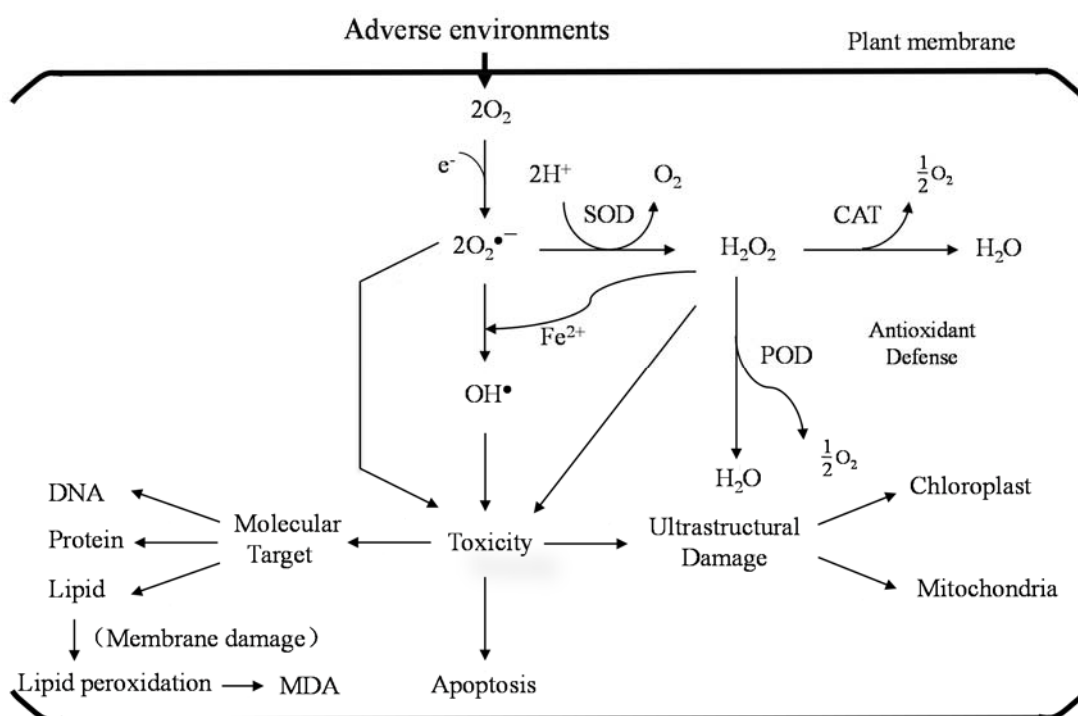 Adverse environments
Plant membrane
2O₂
e⁻
2H⁺
O₂
½O₂
SOD
CAT
2O₂•⁻
H₂O₂
H₂O
Fe²⁺
Antioxidant
Defense
POD
OH•
½O₂
H₂O
DNA
Chloroplast
Molecular
Target
Ultrastructural
Damage
Protein
Toxicity
Lipid
Mitochondria
(Membrane damage)
Lipid peroxidation
MDA
Apoptosis